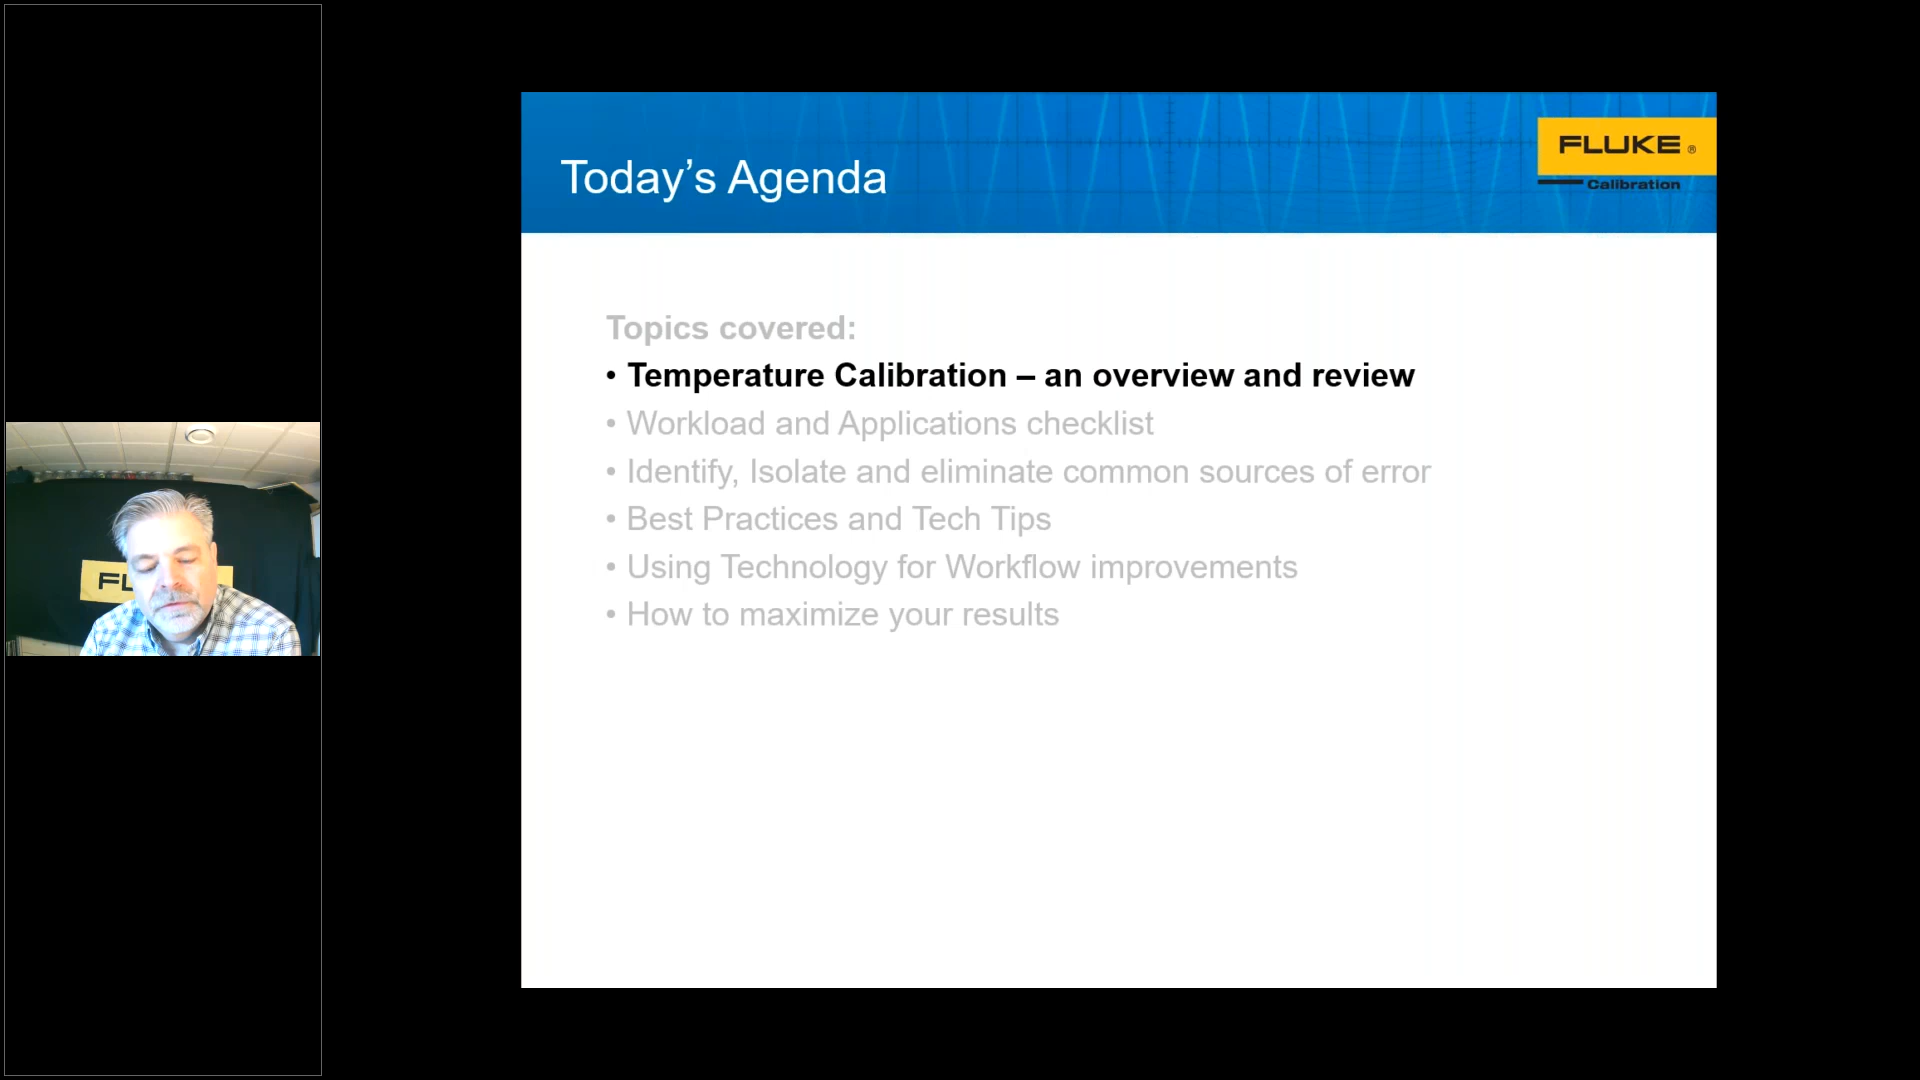 Today’s Agenda
FLUKE ®
Calibration
Topics covered:
• Temperature Calibration – an overview and review
• Workload and Applications checklist
• Identify, Isolate and eliminate common sources of error
• Best Practices and Tech Tips
• Using Technology for Workflow improvements
• How to maximize your results
FL